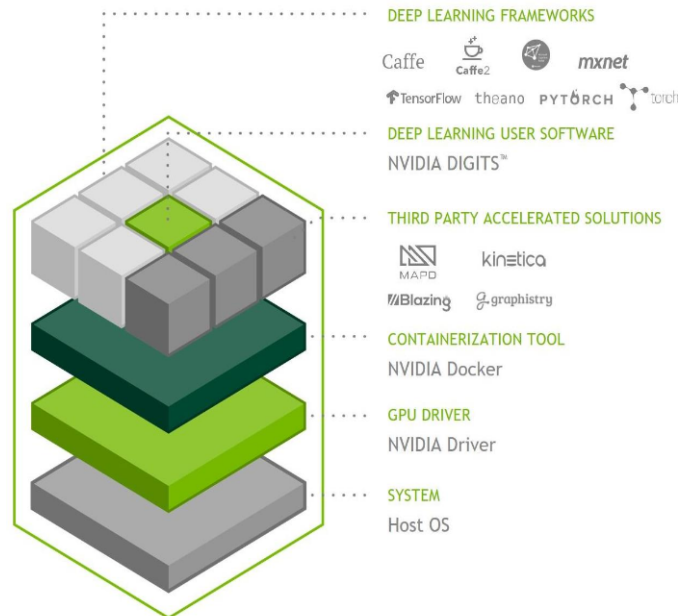 DEEP LEARNING FRAMEWORKS
Caffe Caffe2 mxnet
TensorFlow theano PYTORCH torch
DEEP LEARNING USER SOFTWARE
NVIDIA DIGITS™
THIRD PARTY ACCELERATED SOLUTIONS
MAPD kinetica
Blazing graphistry
CONTAINERIZATION TOOL
NVIDIA Docker
GPU DRIVER
NVIDIA Driver
SYSTEM
Host OS